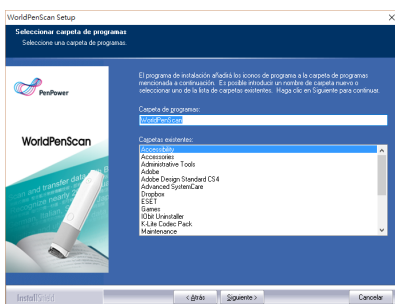 WorldPenScan Setup
Seleccionar carpeta de programas
Seleccione una carpeta de programas.
PenPower
WorldPenScan
El programa de instalación añadirá los iconos de programa a la carpeta de programas
mencionada a continuación. Es posible introducir un nombre de carpeta nuevo o
seleccionar uno de la lista de carpetas existentes. Haga clic en Siguiente para continuar.
Carpeta de programas:
WorldPenScan
Carpetas existentes:
Accessibility
Accessories
Administrative Tools
Adobe
Adobe Design Standard CS4
Advanced SystemCare
Dropbox
ESET
Games
IObit Uninstaller
K-Lite Codec Pack
Maintenance
InstallShield
< Atrás
Siguiente >
Cancelar